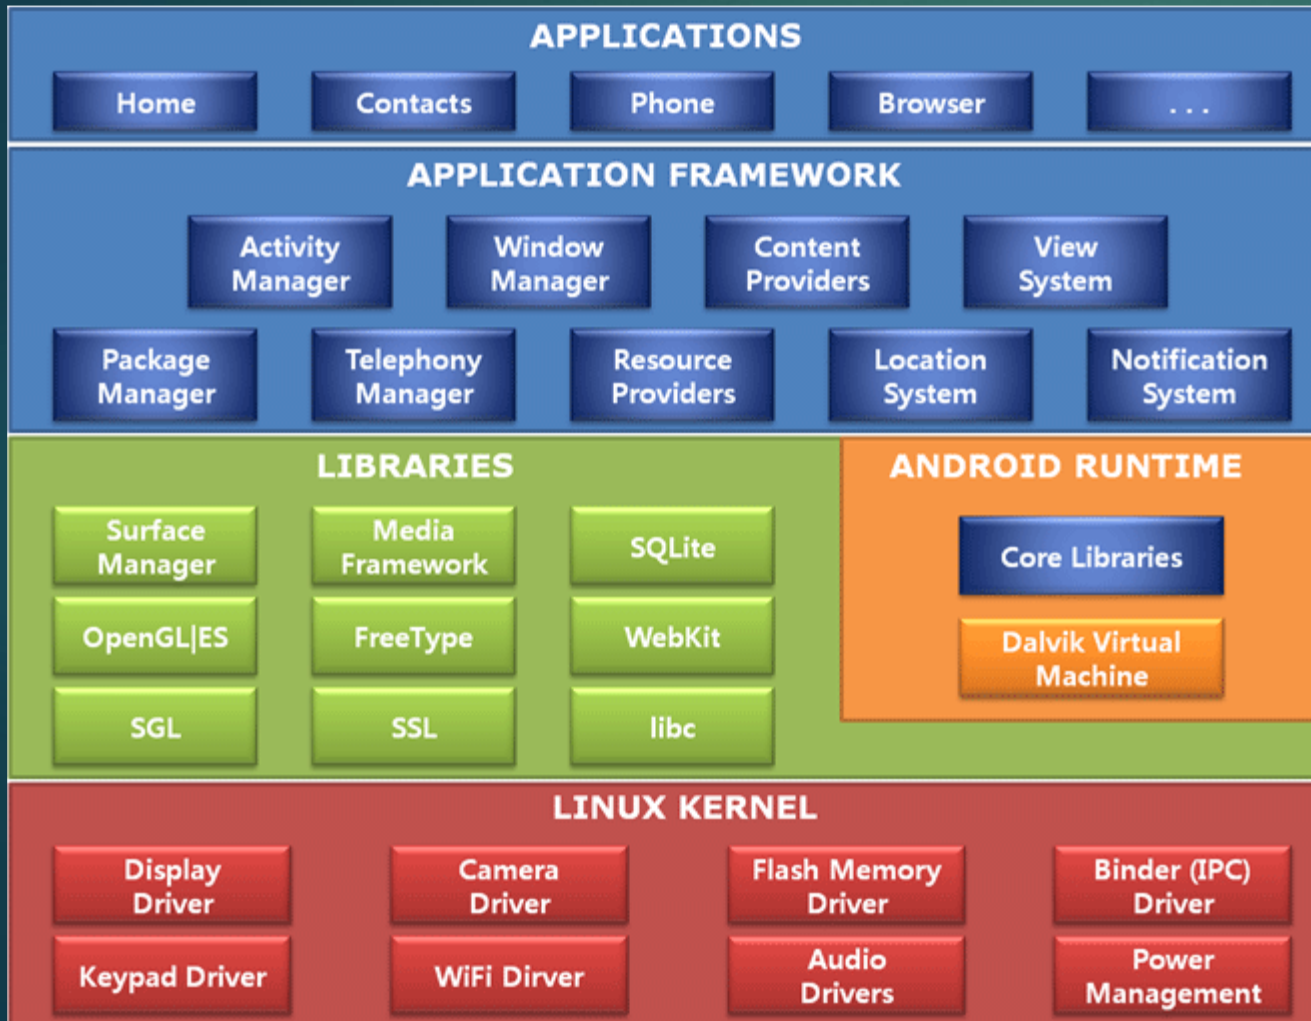 APPLICATIONS
Home
Contacts
Phone
Browser
. . .
APPLICATION FRAMEWORK
Activity
Manager
Window
Manager
Content
Providers
View
System
Package
Manager
Telephony
Manager
Resource
Providers
Location
System
Notification
System
LIBRARIES
Surface
Manager
Media
Framework
SQLite
OpenGL|ES
FreeType
WebKit
SGL
SSL
libc
ANDROID RUNTIME
Core Libraries
Dalvik Virtual
Machine
LINUX KERNEL
Display
Driver
Camera
Driver
Flash Memory
Driver
Binder (IPC)
Driver
Keypad Driver
WiFi Dirver
Audio
Drivers
Power
Management